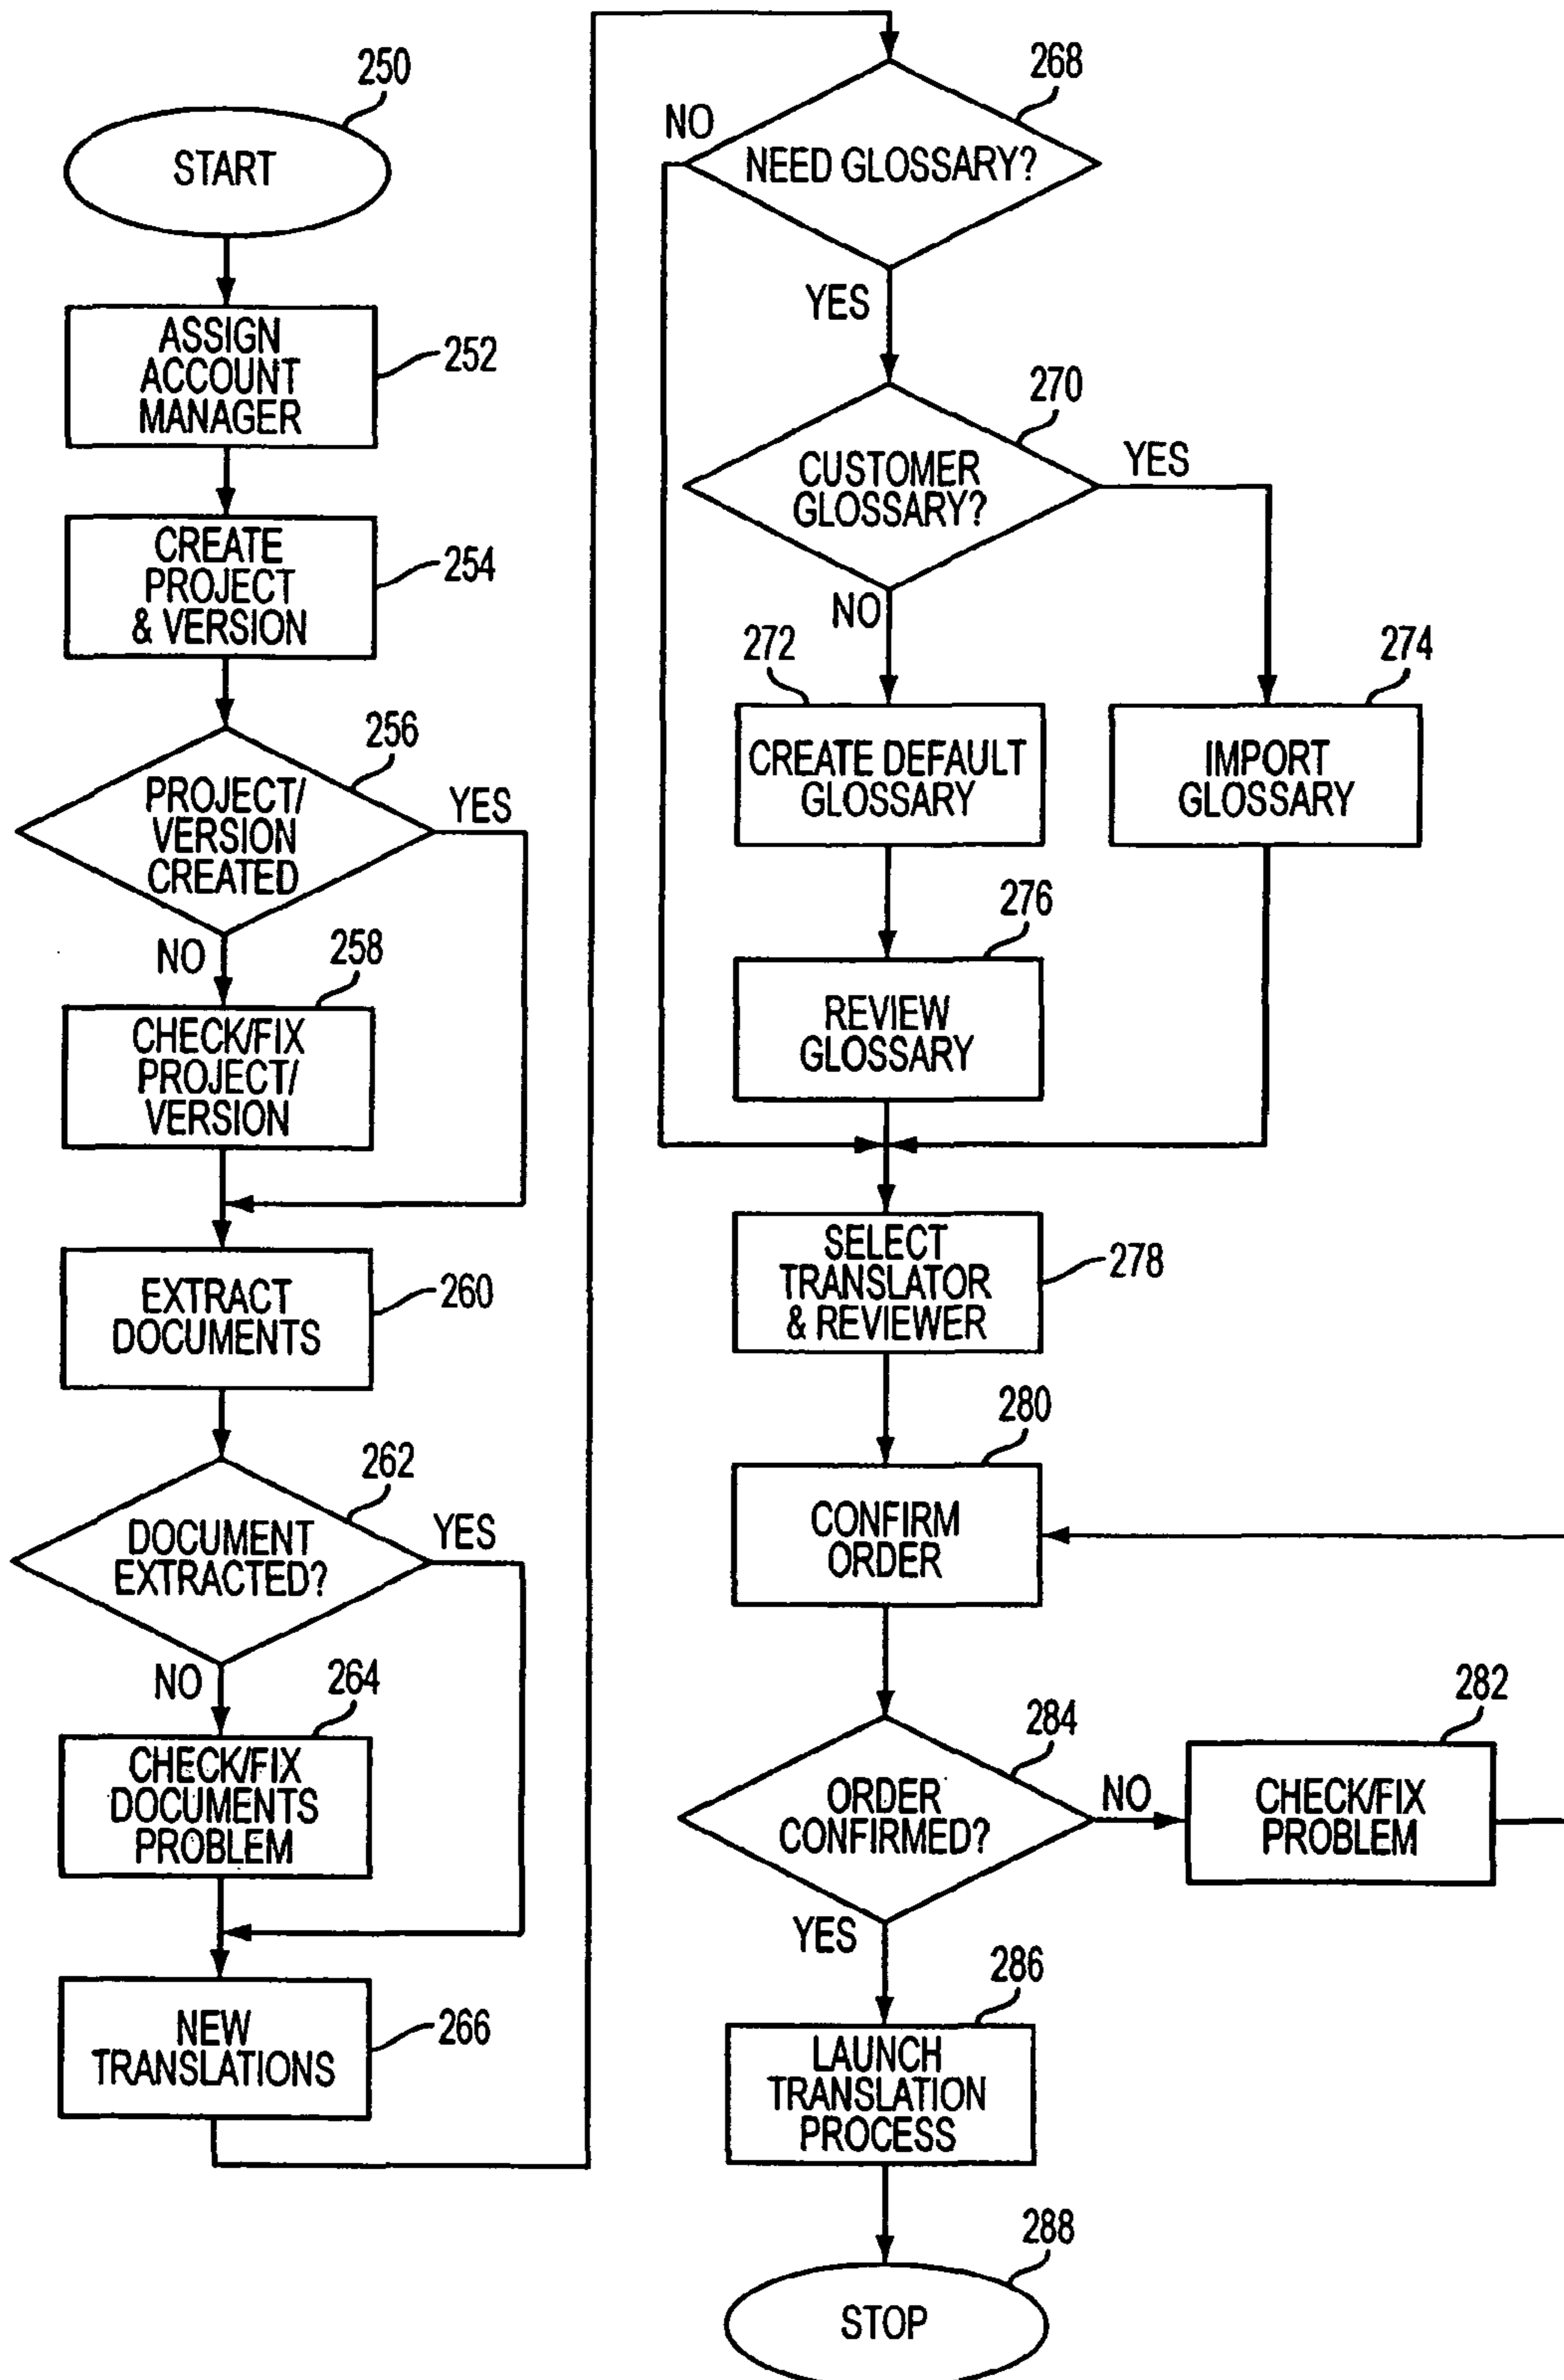 250
START
ASSIGN
ACCOUNT
MANAGER
252
CREATE
PROJECT
& VERSION
254
256
PROJECT/
VERSION
CREATED
YES
NO
258
CHECK/FIX
PROJECT/
VERSION
EXTRACT
DOCUMENTS
260
262
DOCUMENT
EXTRACTED?
YES
NO
264
CHECK/FIX
DOCUMENTS
PROBLEM
NEW
TRANSLATIONS
266
268
NO
NEED GLOSSARY?
YES
270
CUSTOMER
GLOSSARY?
YES
NO
272
CREATE DEFAULT
GLOSSARY
274
IMPORT
GLOSSARY
276
REVIEW
GLOSSARY
SELECT
TRANSLATOR
& REVIEWER
278
280
CONFIRM
ORDER
284
ORDER
CONFIRMED?
NO
282
CHECK/FIX
PROBLEM
YES
286
LAUNCH
TRANSLATION
PROCESS
288
STOP